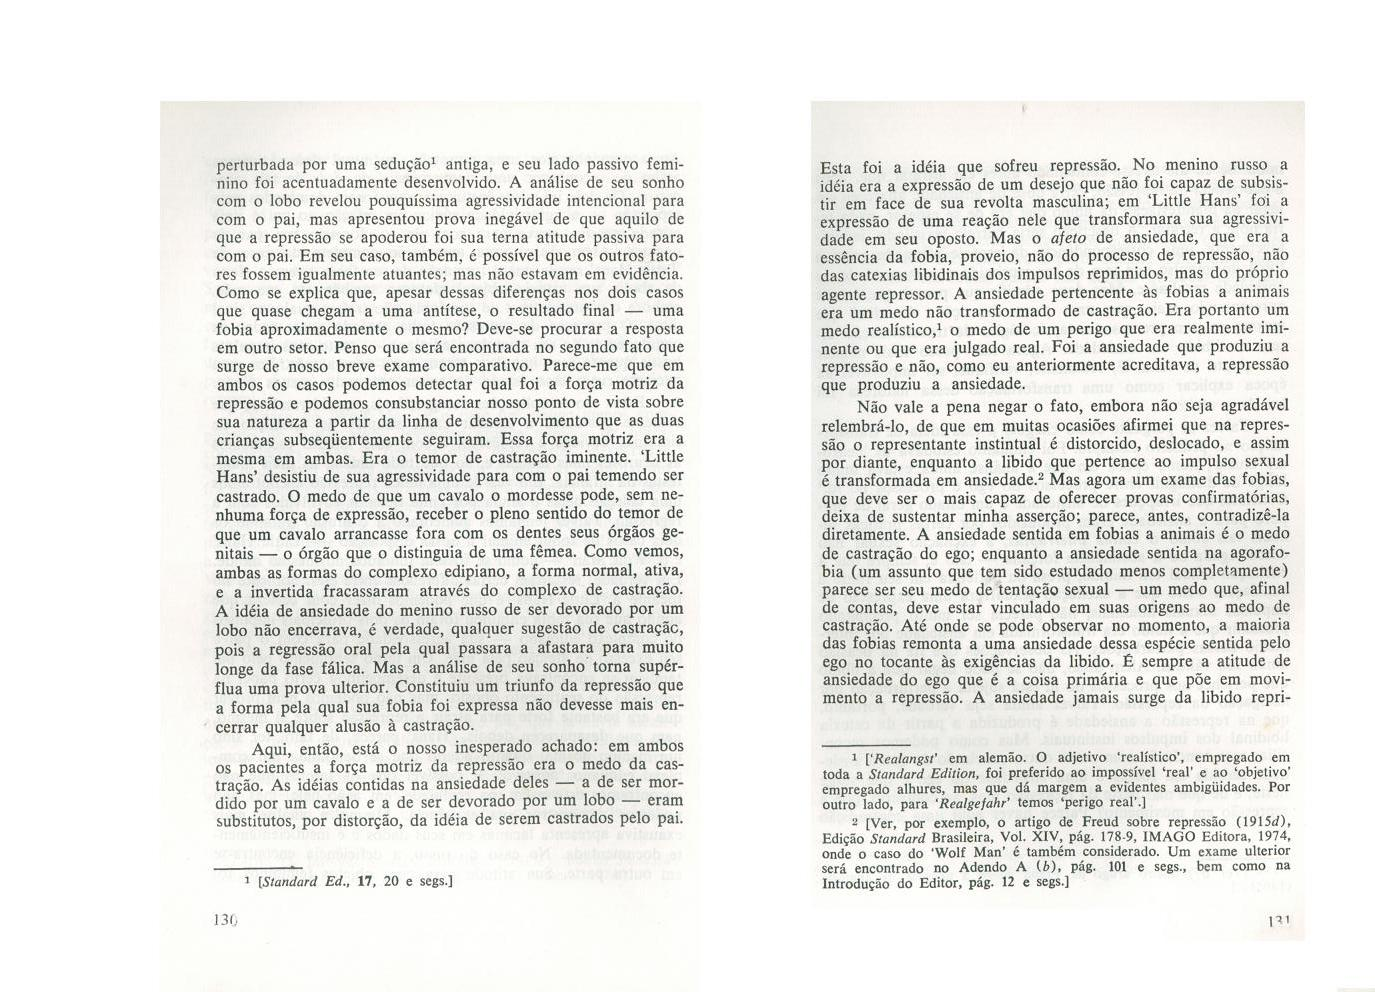 perturbada por uma sedução¹ antiga, e seu lado passivo femi-
nino foi acentuadamente desenvolvido. A análise de seu sonho
com o lobo revelou pouquíssima agressividade intencional para
com o pai, mas apresentou prova inegável de que aquilo de
que a repressão se apoderou foi sua terna atitude passiva para
com o pai. Em seu caso, também, é possível que os outros fato-
res fossem igualmente atuantes; mas não estavam em evidência.
Como se explica que, apesar dessas diferenças nos dois casos
que quase chegam a uma antítese, o resultado final — uma
fobia aproximadamente o mesmo? Deve-se procurar a resposta
em outro setor. Penso que será encontrada no segundo fato que
surge de nosso breve exame comparativo. Parece-me que em
ambos os casos podemos detectar qual foi a força motriz da
repressão e podemos consubstanciar nosso ponto de vista sobre
sua natureza a partir da linha de desenvolvimento que as duas
crianças subseqüentemente seguiram. Essa força motriz era a
mesma em ambas. Era o temor de castração iminente. ‘Little
Hans’ desistiu de sua agressividade para com o pai temendo ser
castrado. O medo de que um cavalo o mordesse pode, sem ne-
nhuma força de expressão, receber o pleno sentido do temor de
que um cavalo arrancasse fora com os dentes seus órgãos ge-
nitais — o órgão que o distinguia de uma fêmea. Como vemos,
ambas as formas do complexo edipiano, a forma normal, ativa,
e a invertida fracassaram através do complexo de castração.
A idéia de ansiedade do menino russo de ser devorado por um
lobo não encerrava, é verdade, qualquer sugestão de castração,
pois a regressão oral pela qual passara a afastara para muito
longe da fase fálica. Mas a análise de seu sonho torna supér-
flua uma prova ulterior. Constituiu um triunfo da repressão que
a forma pela qual sua fobia foi expressa não devesse mais en-
cerrar qualquer alusão à castração.
Aqui, então, está o nosso inesperado achado: em ambos
os pacientes a força motriz da repressão era o medo da cas-
tração. As idéias contidas na ansiedade deles — a de ser mor-
dido por um cavalo e a de ser devorado por um lobo — eram
substitutos, por distorção, da idéia de serem castrados pelo pai.
¹ [Standard Ed., 17, 20 e segs.]
130
Esta foi a idéia que sofreu repressão. No menino russo a
idéia era a expressão de um desejo que não foi capaz de subsis-
tir em face de sua revolta masculina; em ‘Little Hans’ foi a
expressão de uma reação nele que transformara sua agressivi-
dade em seu oposto. Mas o afeto de ansiedade, que era a
essência da fobia, proveio, não do processo de repressão, não
das catexias libidinais dos impulsos reprimidos, mas do próprio
agente repressor. A ansiedade pertencente às fobias a animais
era um medo não transformado de castração. Era portanto um
medo realístico,¹ o medo de um perigo que era realmente imi-
nente ou que era julgado real. Foi a ansiedade que produziu a
repressão e não, como eu anteriormente acreditava, a repressão
que produziu a ansiedade.
Não vale a pena negar o fato, embora não seja agradável
relembrá-lo, de que em muitas ocasiões afirmei que na repres-
são o representante instintual é distorcido, deslocado, e assim
por diante, enquanto a libido que pertence ao impulso sexual
é transformada em ansiedade.² Mas agora um exame das fobias,
que deve ser o mais capaz de oferecer provas confirmatórias,
deixa de sustentar minha asserção; parece, antes, contradizê-la
diretamente. A ansiedade sentida em fobias a animais é o medo
de castração do ego; enquanto a ansiedade sentida na agorafo-
bia (um assunto que tem sido estudado menos completamente)
parece ser seu medo de tentação sexual — um medo que, afinal
de contas, deve estar vinculado em suas origens ao medo de
castração. Até onde se pode observar no momento, a maioria
das fobias remonta a uma ansiedade dessa espécie sentida pelo
ego no tocante às exigências da libido. É sempre a atitude de
ansiedade do ego que é a coisa primária e que põe em movi-
mento a repressão. A ansiedade jamais surge da libido repri-
¹ [‘Realangst’ em alemão. O adjetivo ‘realístico’, empregado em
toda a Standard Edition, foi preferido ao impossível ‘real’ e ao ‘objetivo’
empregado alhures, mas que dá margem a evidentes ambigüidades. Por
outro lado, para ‘Realgefahr’ temos ‘perigo real’.]
² [Ver, por exemplo, o artigo de Freud sobre repressão (1915d),
Edição Standard Brasileira, Vol. XIV, pág. 178-9, IMAGO Editora, 1974,
onde o caso do ‘Wolf Man’ é também considerado. Um exame ulterior
será encontrado no Adendo A (b), pág. 101 e segs., bem como na
Introdução do Editor, pág. 12 e segs.]
131